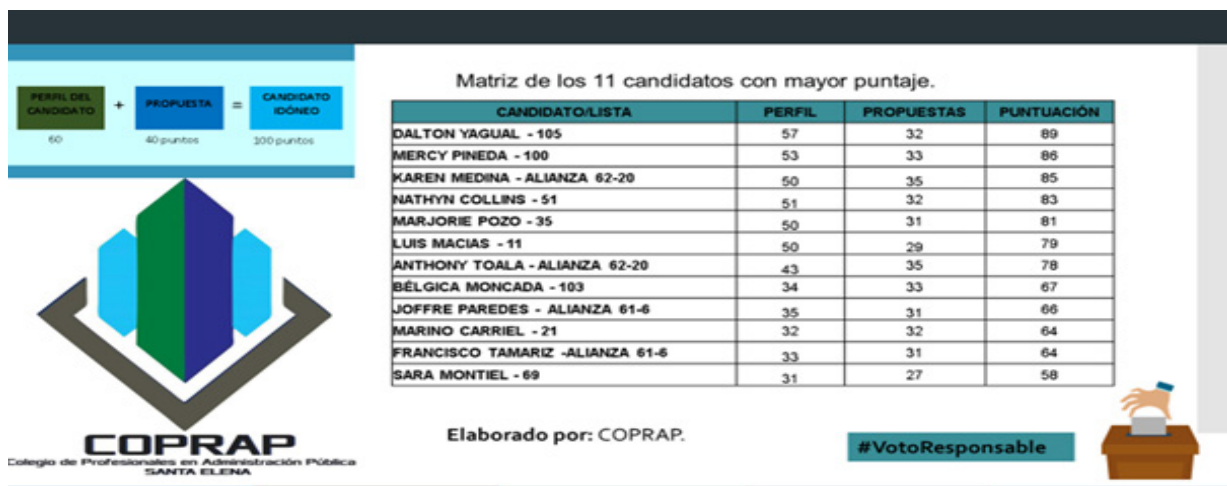 PERFIL DEL CANDIDATO + PROPUESTA = CANDIDATO IDÓNEO
60 40 puntos 100 puntos
COPRAP
Colegio de Profesionales en Administración Pública
SANTA ELENA
Matriz de los 11 candidatos con mayor puntaje.
CANDIDATO/LISTA PERFIL PROPUESTAS PUNTUACIÓN
DALTON YAGUAL - 105 57 32 89
MERCY PINEDA - 100 53 33 86
KAREN MEDINA - ALIANZA 62-20 50 35 85
NATHYN COLLINS - 51 51 32 83
MARJORIE POZO - 35 50 31 81
LUIS MACIAS - 11 50 29 79
ANTHONY TOALA - ALIANZA 62-20 43 35 78
BÉLGICA MONCADA - 103 34 33 67
JOFFRE PAREDES - ALIANZA 61-6 35 31 66
MARINO CARRIEL - 21 32 32 64
FRANCISCO TAMARIZ -ALIANZA 61-6 33 31 64
SARA MONTIEL - 69 31 27 58
Elaborado por: COPRAP.
#VotoResponsable